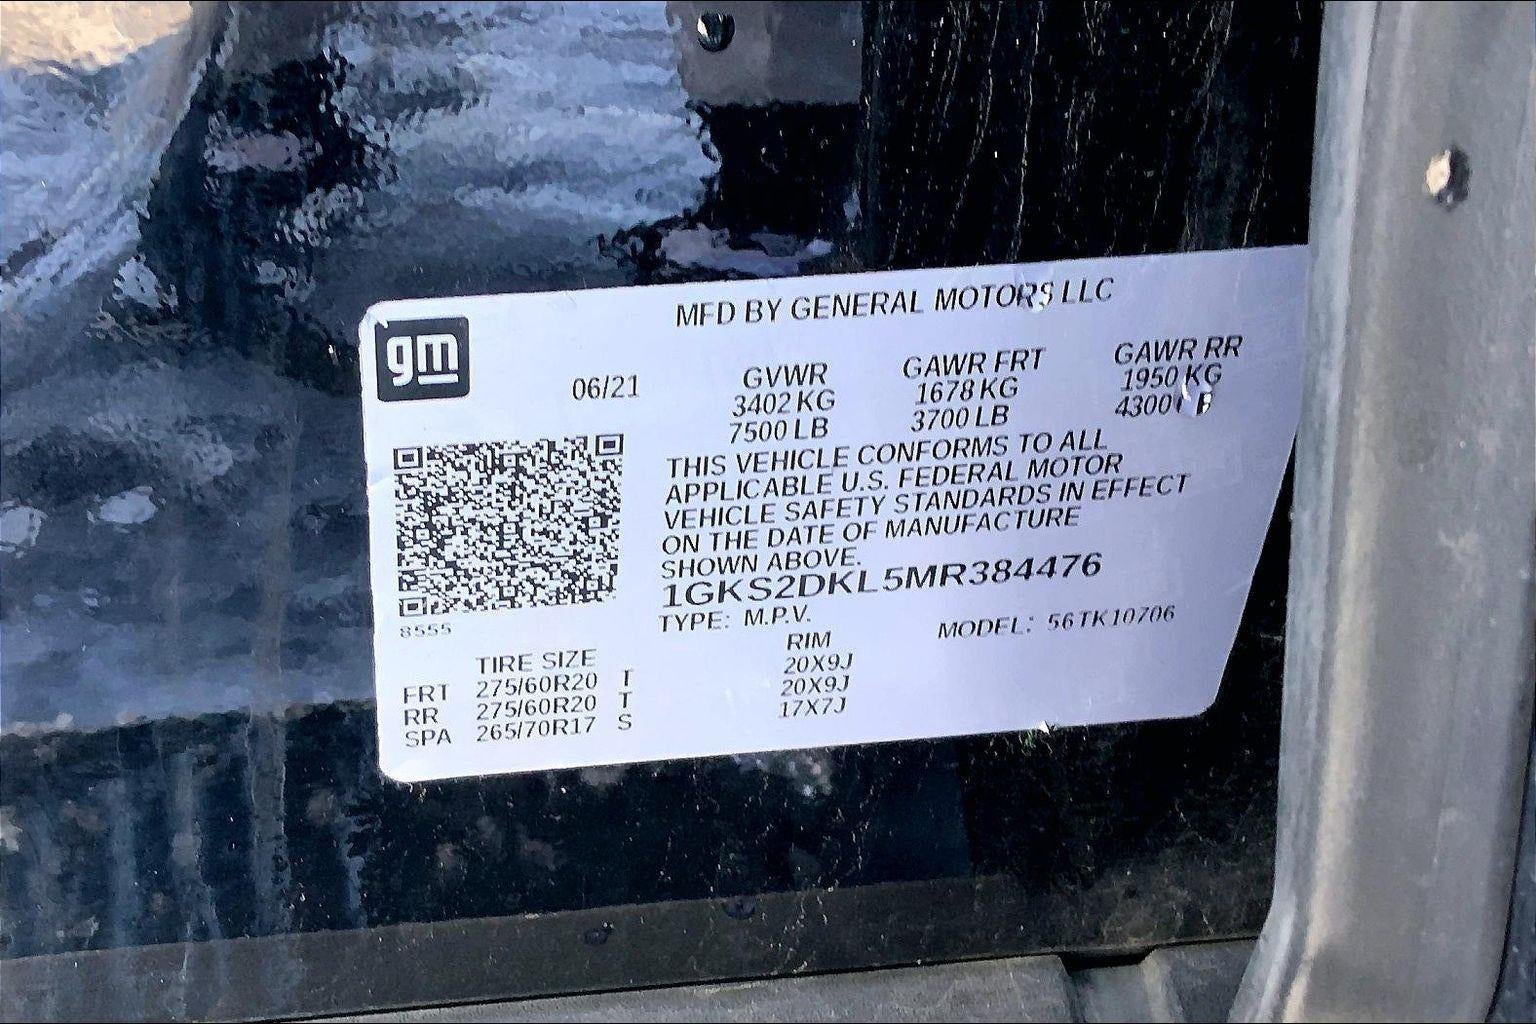 MFD BY GENERAL MOTORS LLC
gm
06/21
GVWR GAWR FRT GAWR RR
3402 KG 1678 KG 1950 KG
7500 LB 3700 LB 4300
THIS VEHICLE CONFORMS TO ALL
APPLICABLE U.S. FEDERAL MOTOR
VEHICLE SAFETY STANDARDS IN EFFECT
ON THE DATE OF MANUFACTURE
SHOWN ABOVE.
1GKS2DKL5MR384476
8555
TYPE: M.P.V. MODEL: 56TK10706
TIRE SIZE RIM
FRT 275/60R20 T 20X9J
RR 275/60R20 T 20X9J
SPA 265/70R17 S 17X7J